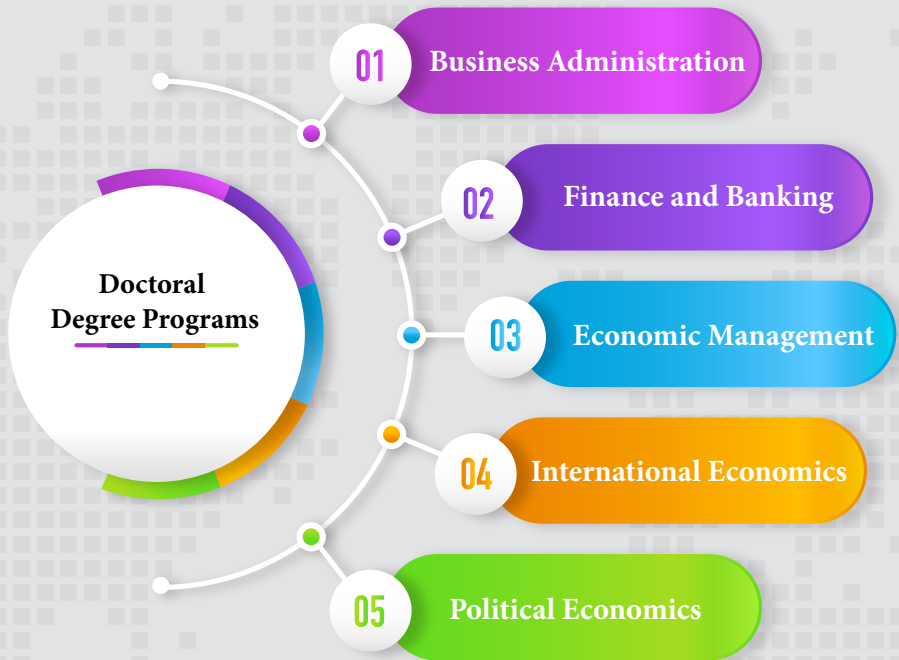 Doctoral
Degree Programs
01
Business Administration
02
Finance and Banking
03
Economic Management
04
International Economics
05
Political Economics